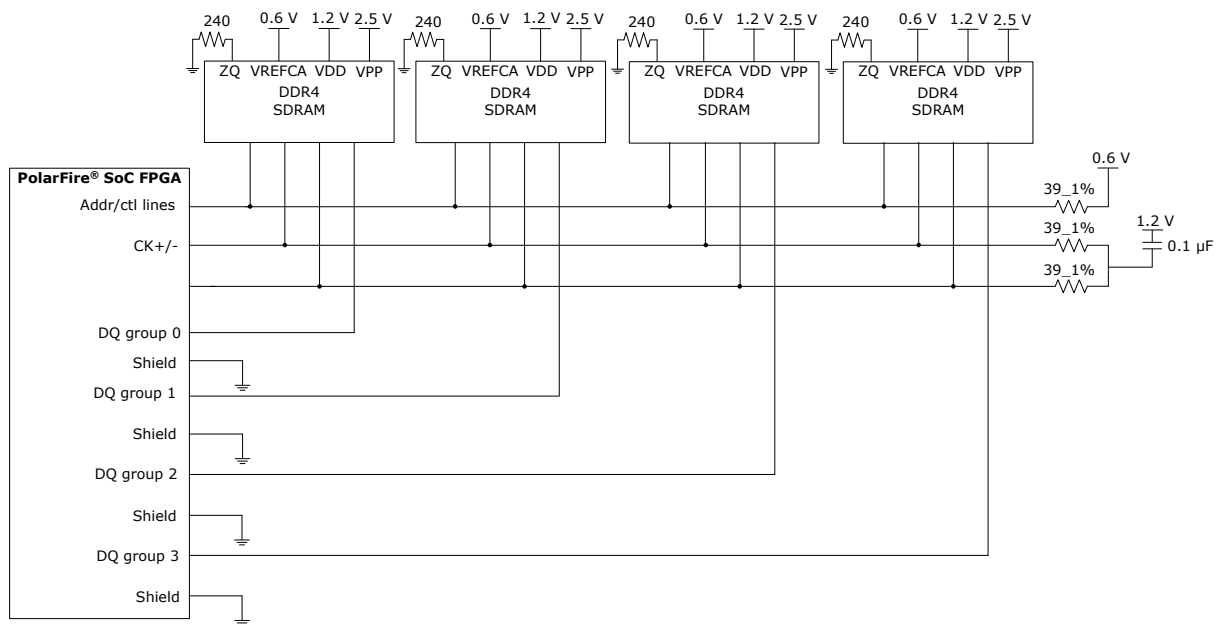 240 0.6 V 1.2 V 2.5 V 240 0.6 V 1.2 V 2.5 V 240 0.6 V 1.2 V 2.5 V 240 0.6 V 1.2 V 2.5 V
ZQ VREFCA VDD VPP ZQ VREFCA VDD VPP ZQ VREFCA VDD VPP ZQ VREFCA VDD VPP
DDR4 DDR4 DDR4 DDR4
SDRAM SDRAM SDRAM SDRAM
0.6 V
PolarFire® SoC FPGA
39_1%
Addr/ctl lines
1.2 V
39_1%
CK+/-
0.1 µF
39_1%
DQ group 0
Shield
DQ group 1
Shield
DQ group 2
Shield
DQ group 3
Shield